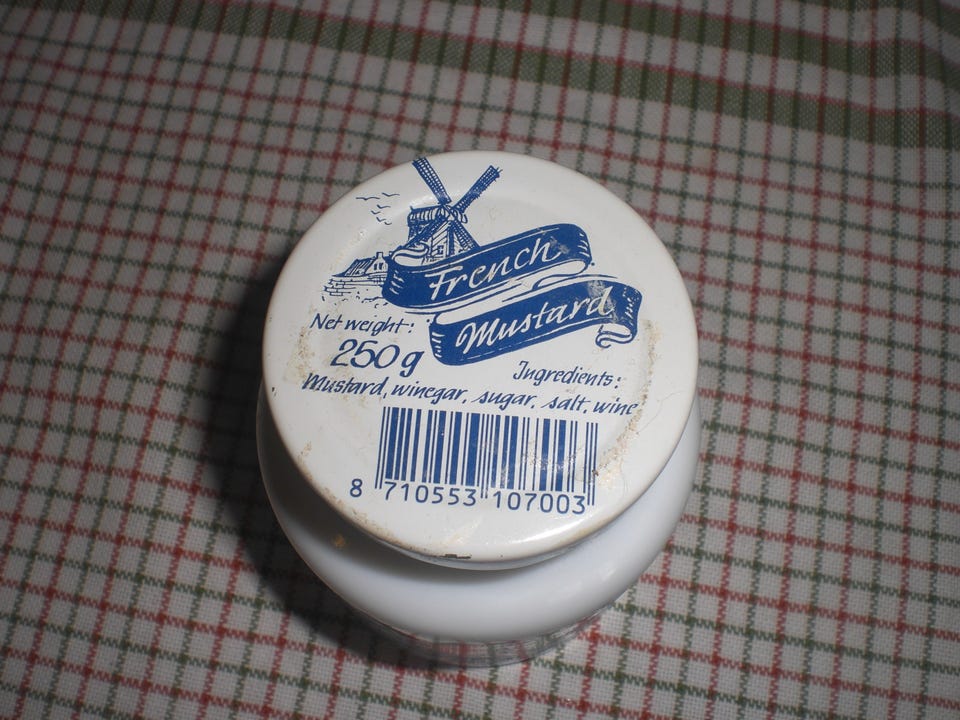 French
Mustard
Net weight:
250g
Ingredients:
Mustard, winegar, sugar, salt, wine
8 710553 107003